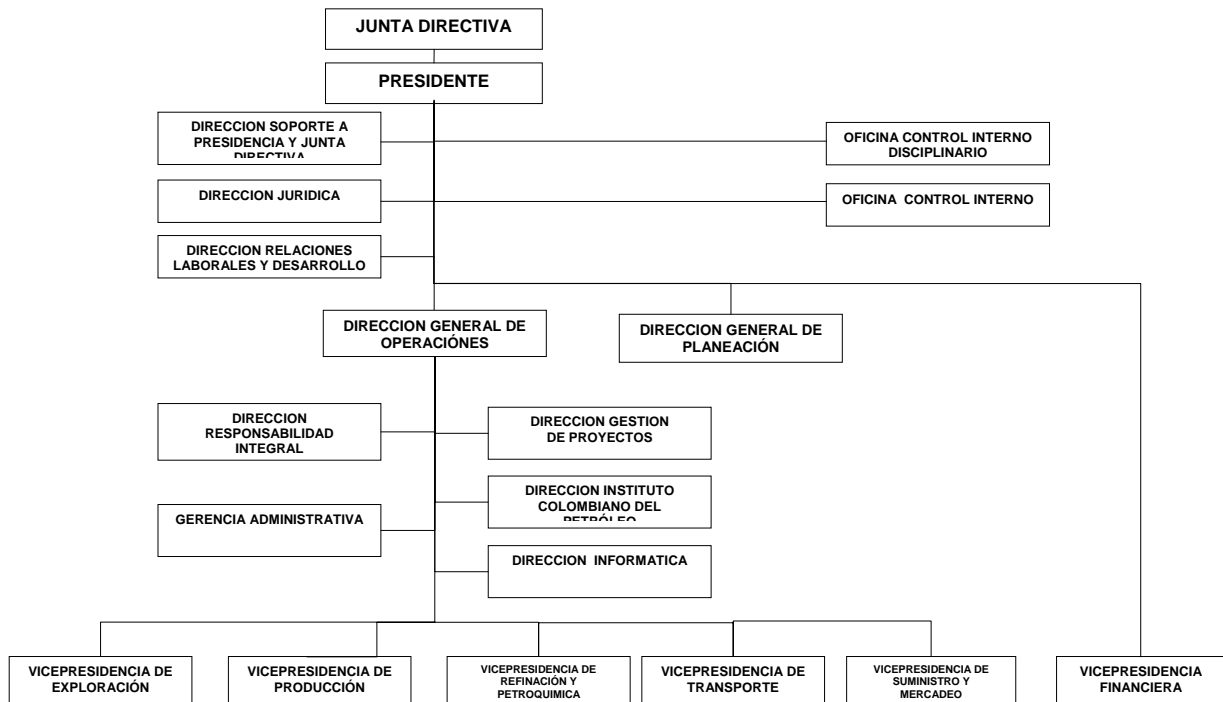 JUNTA DIRECTIVA
PRESIDENTE
DIRECCION SOPORTE A
PRESIDENCIA Y JUNTA
DIRECTIVA
OFICINA CONTROL INTERNO
DISCIPLINARIO
DIRECCION JURIDICA
OFICINA CONTROL INTERNO
DIRECCION RELACIONES
LABORALES Y DESARROLLO
DIRECCION GENERAL DE
OPERACIÓNES
DIRECCION GENERAL DE
PLANEACIÓN
DIRECCION
RESPONSABILIDAD
INTEGRAL
DIRECCION GESTION
DE PROYECTOS
DIRECCION INSTITUTO
COLOMBIANO DEL
PETRÓLEO
GERENCIA ADMINISTRATIVA
DIRECCION INFORMATICA
VICEPRESIDENCIA DE
EXPLORACIÓN
VICEPRESIDENCIA DE
PRODUCCIÓN
VICEPRESIDENCIA DE
REFINACIÓN Y
PETROQUIMICA
VICEPRESIDENCIA DE
TRANSPORTE
VICEPRESIDENCIA DE
SUMINISTRO Y
MERCADEO
VICEPRESIDENCIA
FINANCIERA